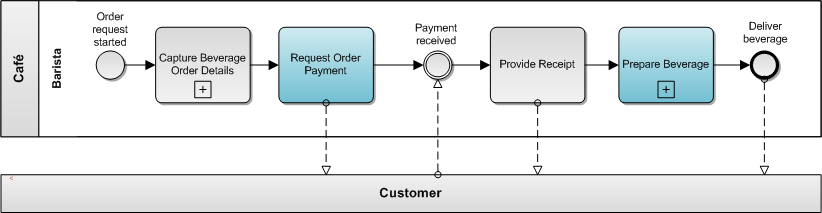 Café
Barista
Order
request
started
Capture Beverage
Order Details
+
Request Order
Payment
Payment
received
Provide Receipt
Prepare Beverage
+
Deliver
beverage
<
Customer